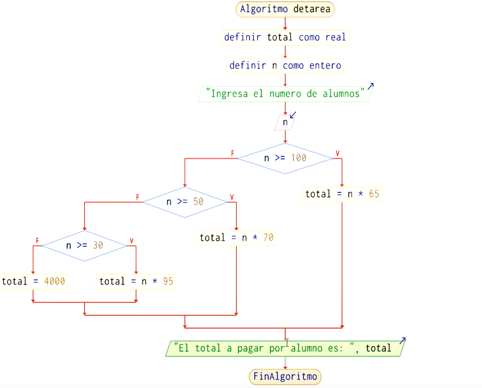 Algoritmo detarea
definir total como real
definir n como entero
"Ingresa el numero de alumnos"
n
n >= 100
F
V
total = n * 65
n >= 50
F
V
total = n * 70
n >= 30
F
V
total = 4000
total = n * 95
"El total a pagar por alumno es: ", total
FinAlgoritmo